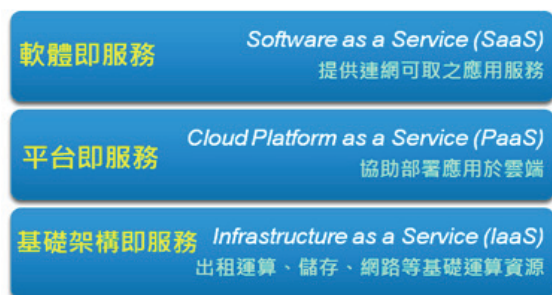 軟體即服務 Software as a Service (SaaS)
提供連網可取之應用服務
平台即服務 Cloud Platform as a Service (PaaS)
協助部署應用於雲端
基礎架構即服務 Infrastructure as a Service (IaaS)
出租運算、儲存、網路等基礎運算資源